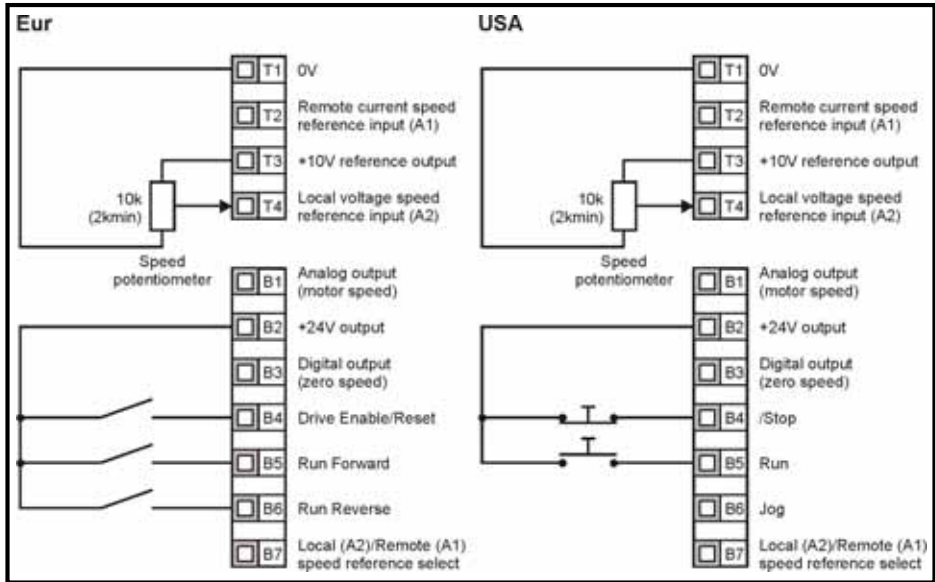 Eur
T1 0V
T2 Remote current speed
reference input (A1)
T3 +10V reference output
10k
(2kmin)
T4 Local voltage speed
reference input (A2)
Speed
potentiometer
B1 Analog output
(motor speed)
B2 +24V output
B3 Digital output
(zero speed)
B4 Drive Enable/Reset
B5 Run Forward
B6 Run Reverse
B7 Local (A2)/Remote (A1)
speed reference select
USA
T1 0V
T2 Remote current speed
reference input (A1)
T3 +10V reference output
10k
(2kmin)
T4 Local voltage speed
reference input (A2)
Speed
potentiometer
B1 Analog output
(motor speed)
B2 +24V output
B3 Digital output
(zero speed)
B4 /Stop
B5 Run
B6 Jog
B7 Local (A2)/Remote (A1)
speed reference select